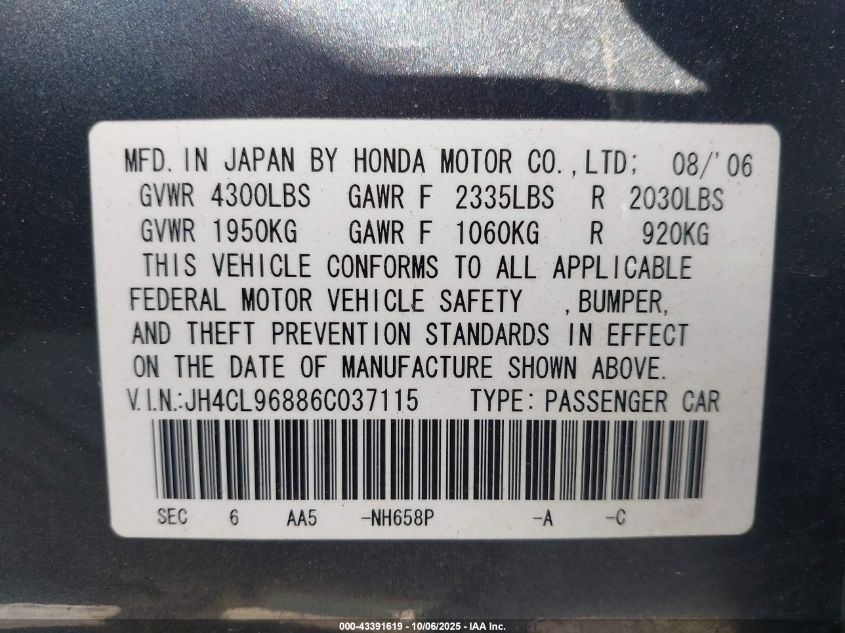 MFD. IN JAPAN BY HONDA MOTOR CO., LTD; 08/'06
GVWR 4300LBS GAWR F 2335LBS R 2030LBS
GVWR 1950KG GAWR F 1060KG R 920KG
THIS VEHICLE CONFORMS TO ALL APPLICABLE
FEDERAL MOTOR VEHICLE SAFETY , BUMPER,
AND THEFT PREVENTION STANDARDS IN EFFECT
ON THE DATE OF MANUFACTURE SHOWN ABOVE.
V.I.N.:JH4CL96886C037115 TYPE: PASSENGER CAR
SEC 6 AA5 -NH658P -A -C
000-43391619 - 10/06/2025 - IAA Inc.